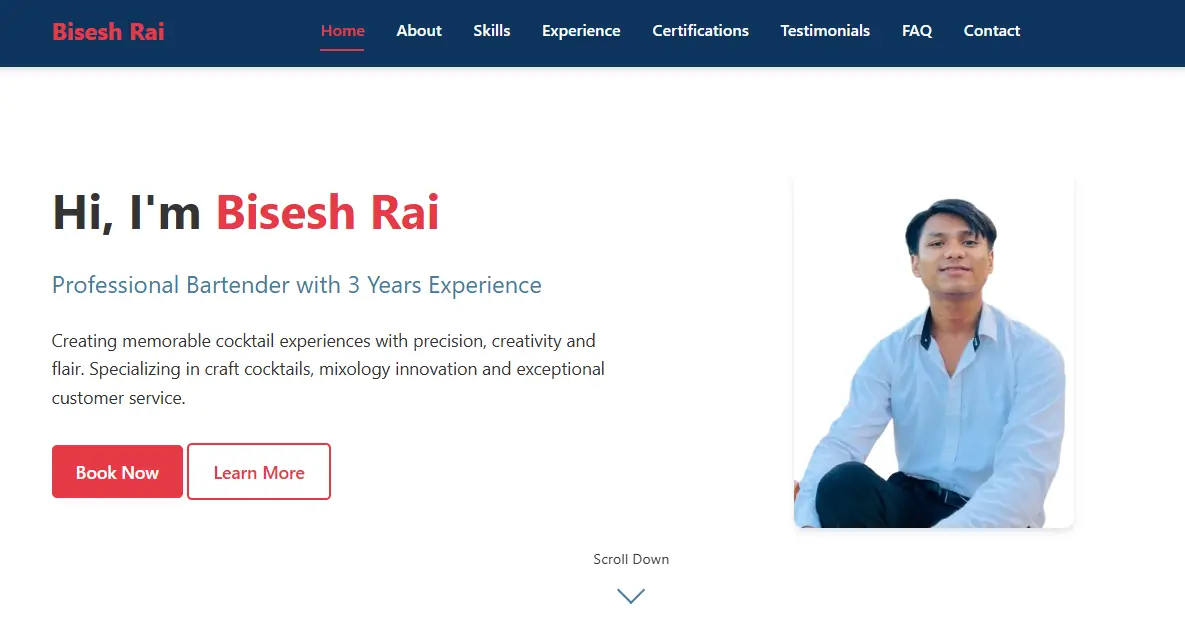 Bisesh Rai
Home About Skills Experience Certifications Testimonials FAQ Contact
Hi, I'm Bisesh Rai
Professional Bartender with 3 Years Experience
Creating memorable cocktail experiences with precision, creativity and
flair. Specializing in craft cocktails, mixology innovation and exceptional
customer service.
Book Now Learn More
Scroll Down